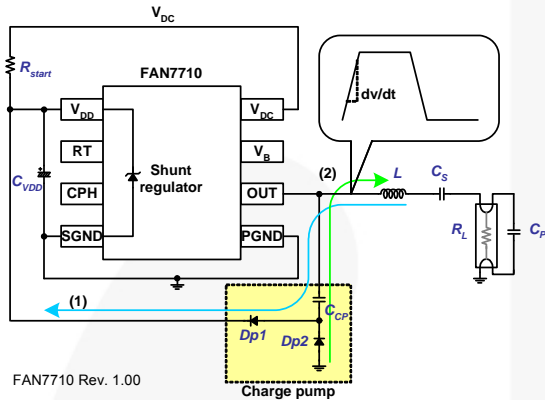 VDC
Rstart
FAN7710
dv/dt
VDD
VDC
RT
VB
Shunt
regulator
CVDD
CPH
OUT
(2)
L
CS
SGND
PGND
RL
CP
(1)
CCP
Dp1
Dp2
FAN7710 Rev. 1.00
Charge pump